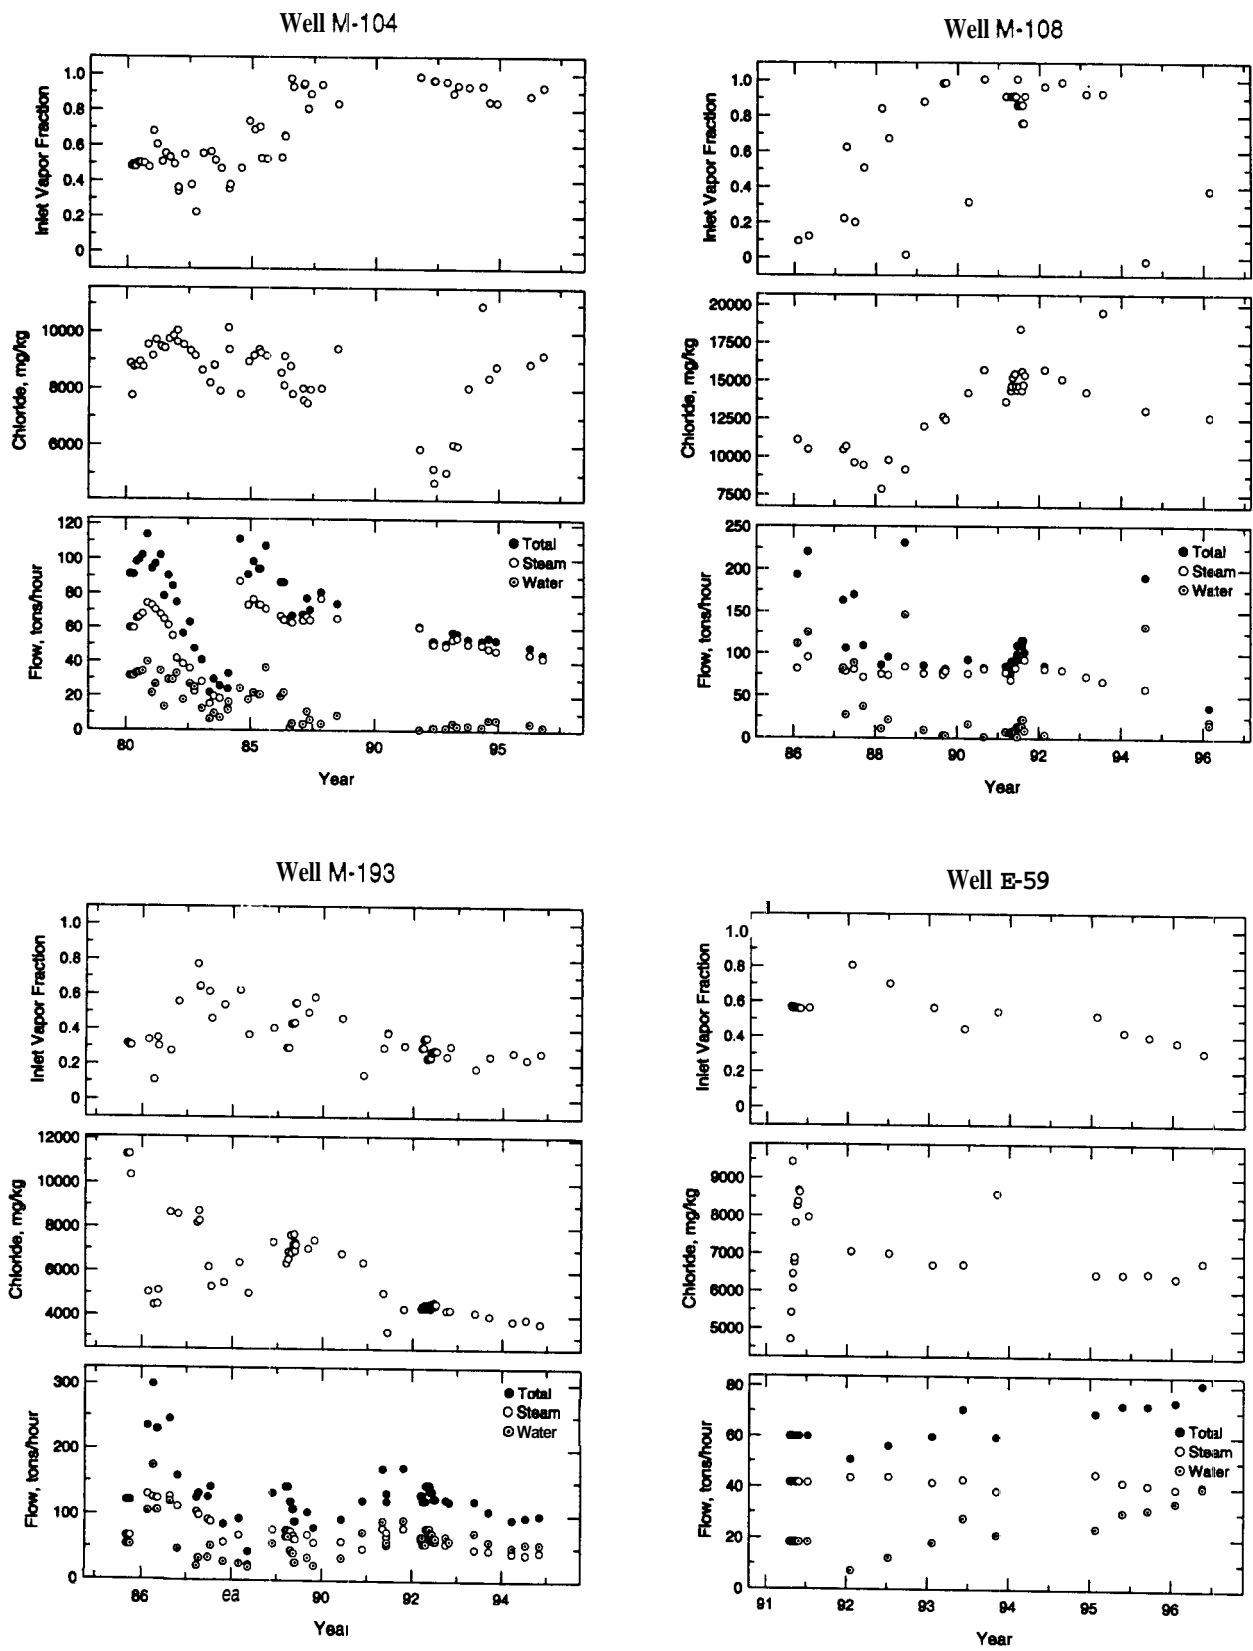 Well M-104
Inlet Vapor Fraction
1.0
0.8
0.6
0.4
0.2
0
Chloride, mg/kg
10000
8000
6000
Flow, tons/hour
120
100
80
60
40
20
0
Total
Steam
Water
80 85 90 95
Year
Well M-108
Inlet Vapor Fraction
1.0
0.8
0.6
0.4
0.2
0
Chloride, mg/kg
20000
17500
15000
12500
10000
7500
Flow, tons/hour
250
200
150
100
50
0
Total
Steam
Water
86 88 90 92 94 96
Year
Well M-193
Inlet Vapor Fraction
1.0
0.8
0.6
0.4
0.2
0
Chloride, mg/kg
12000
10000
8000
6000
4000
Flow, tons/hour
300
200
100
0
Total
Steam
Water
86 ea 90 92 94
Year
Well E-59
Inlet Vapor Fraction
1.0
0.8
0.6
0.4
0.2
0
Chloride, mg/kg
9000
8000
7000
6000
5000
Flow, tons/hour
80
60
40
20
0
Total
Steam
Water
91 92 93 94 95 96
Year